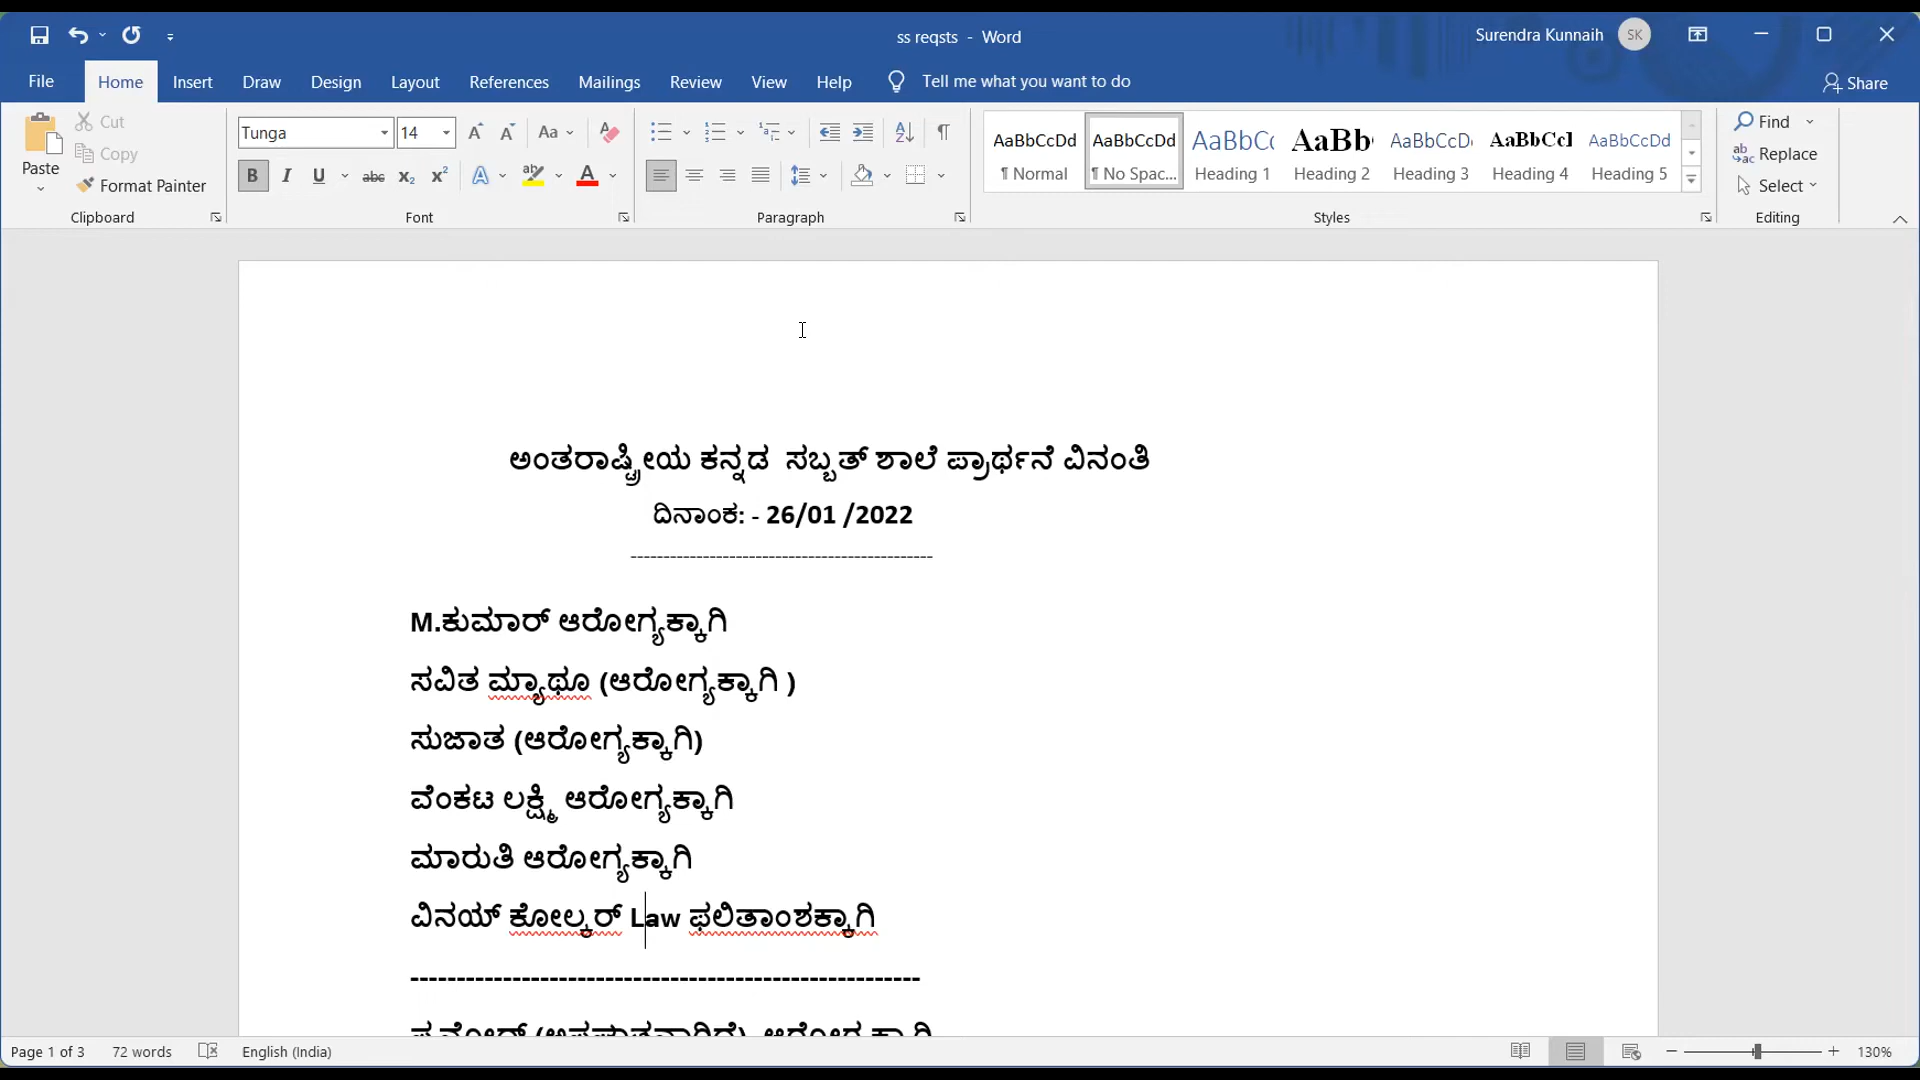 ss reqsts - Word
Surendra Kunnaih SK
File Home Insert Draw Design Layout References Mailings Review View Help Tell me what you want to do Share
Paste Cut Copy Format Painter
Clipboard
Tunga 14
Font
Paragraph
AaBbCcDd AaBbCcDd AaBbCc AaBb AaBbCcD AaBbCcI AaBbCcDd
¶ Normal ¶ No Spac... Heading 1 Heading 2 Heading 3 Heading 4 Heading 5
Styles
Find
Replace
Select
Editing
ಅಂತರಾಷ್ಟ್ರೀಯ ಕನ್ನಡ ಸಬ್ಬತ್ ಶಾಲೆ ಪ್ರಾರ್ಥನೆ ವಿನಂತಿ
ದಿನಾಂಕ: - 26/01 /2022
----------------------------------------------
M.ಕುಮಾರ್ ಆರೋಗ್ಯಕ್ಕಾಗಿ
ಸವಿತ ಮ್ಯಾಥೂ (ಆರೋಗ್ಯಕ್ಕಾಗಿ )
ಸುಜಾತ (ಆರೋಗ್ಯಕ್ಕಾಗಿ)
ವೆಂಕಟ ಲಕ್ಷ್ಮಿ ಆರೋಗ್ಯಕ್ಕಾಗಿ
ಮಾರುತಿ ಆರೋಗ್ಯಕ್ಕಾಗಿ
ವಿನಯ್ ಕೋಲ್ಕರ್ Law ಫಲಿತಾಂಶಕ್ಕಾಗಿ
-------------------------------------------------------
Page 1 of 3 72 words English (India) 130%